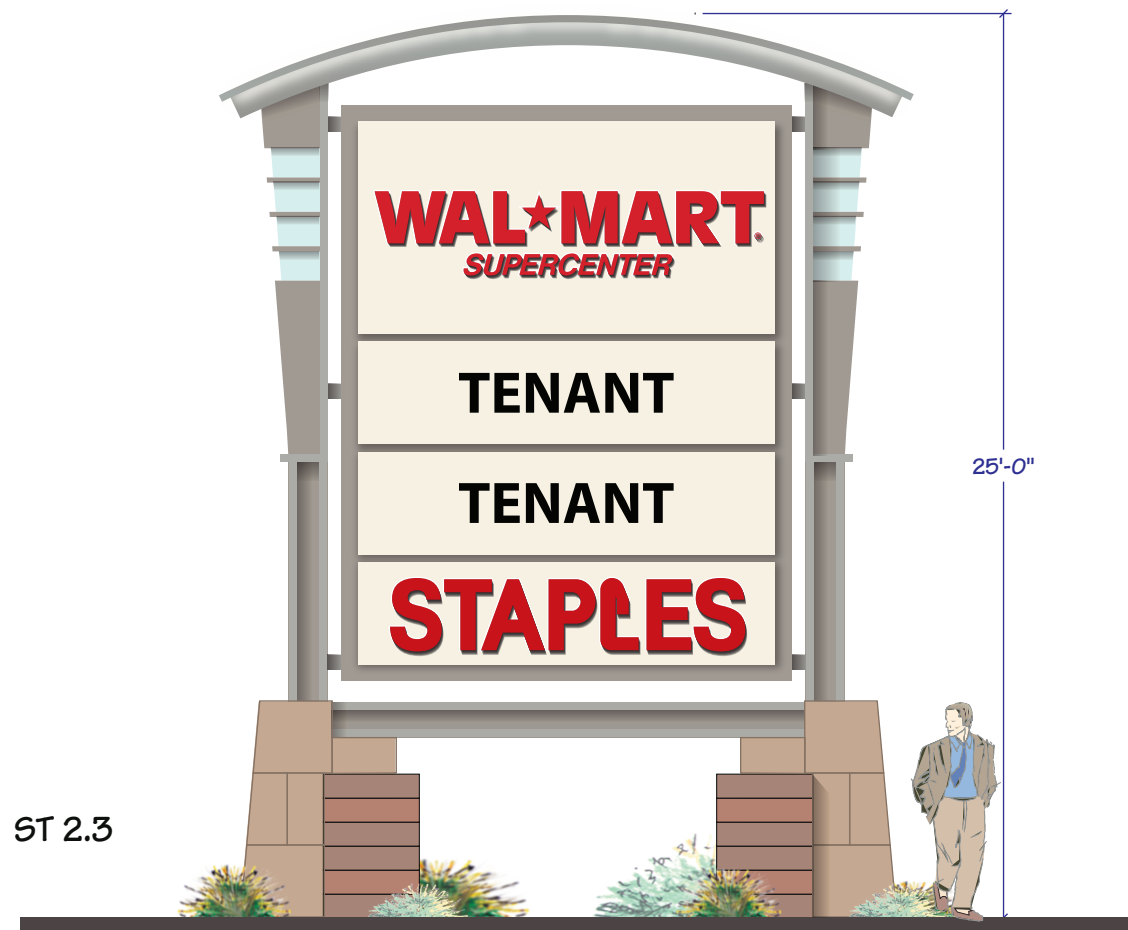 WAL★MART®
SUPERCENTER
TENANT
TENANT
STAPLES
25'-0"
ST 2.3